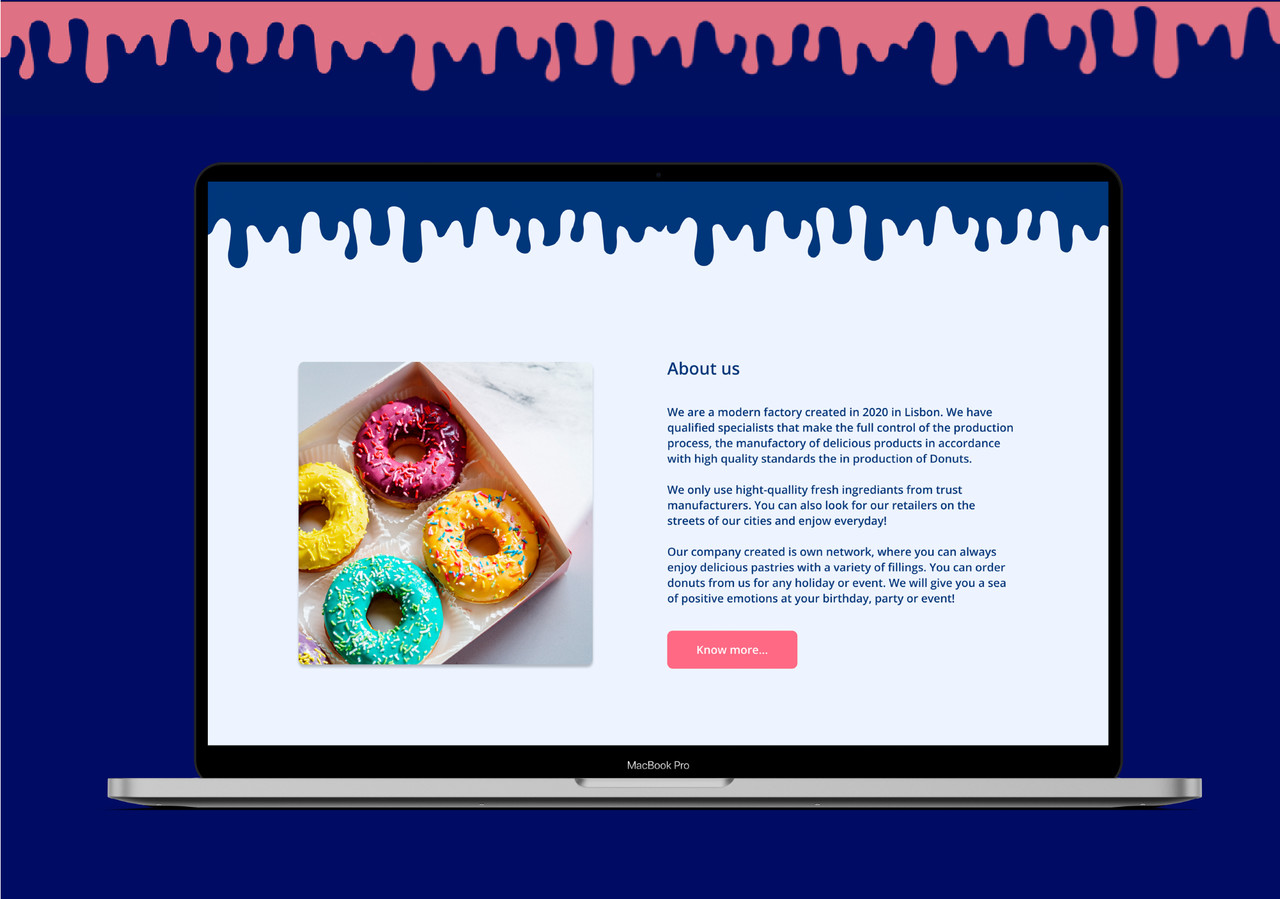 About us
We are a modern factory created in 2020 in Lisbon. We have
qualified specialists that make the full control of the production
process, the manufactory of delicious products in accordance
with high quality standards the in production of Donuts.
We only use hight-quallity fresh ingrediants from trust
manufacturers. You can also look for our retailers on the
streets of our cities and enjoy everyday!
Our company created is own network, where you can always
enjoy delicious pastries with a variety of fillings. You can order
donuts from us for any holiday or event. We will give you a sea
of positive emotions at your birthday, party or event!
Know more...
MacBook Pro